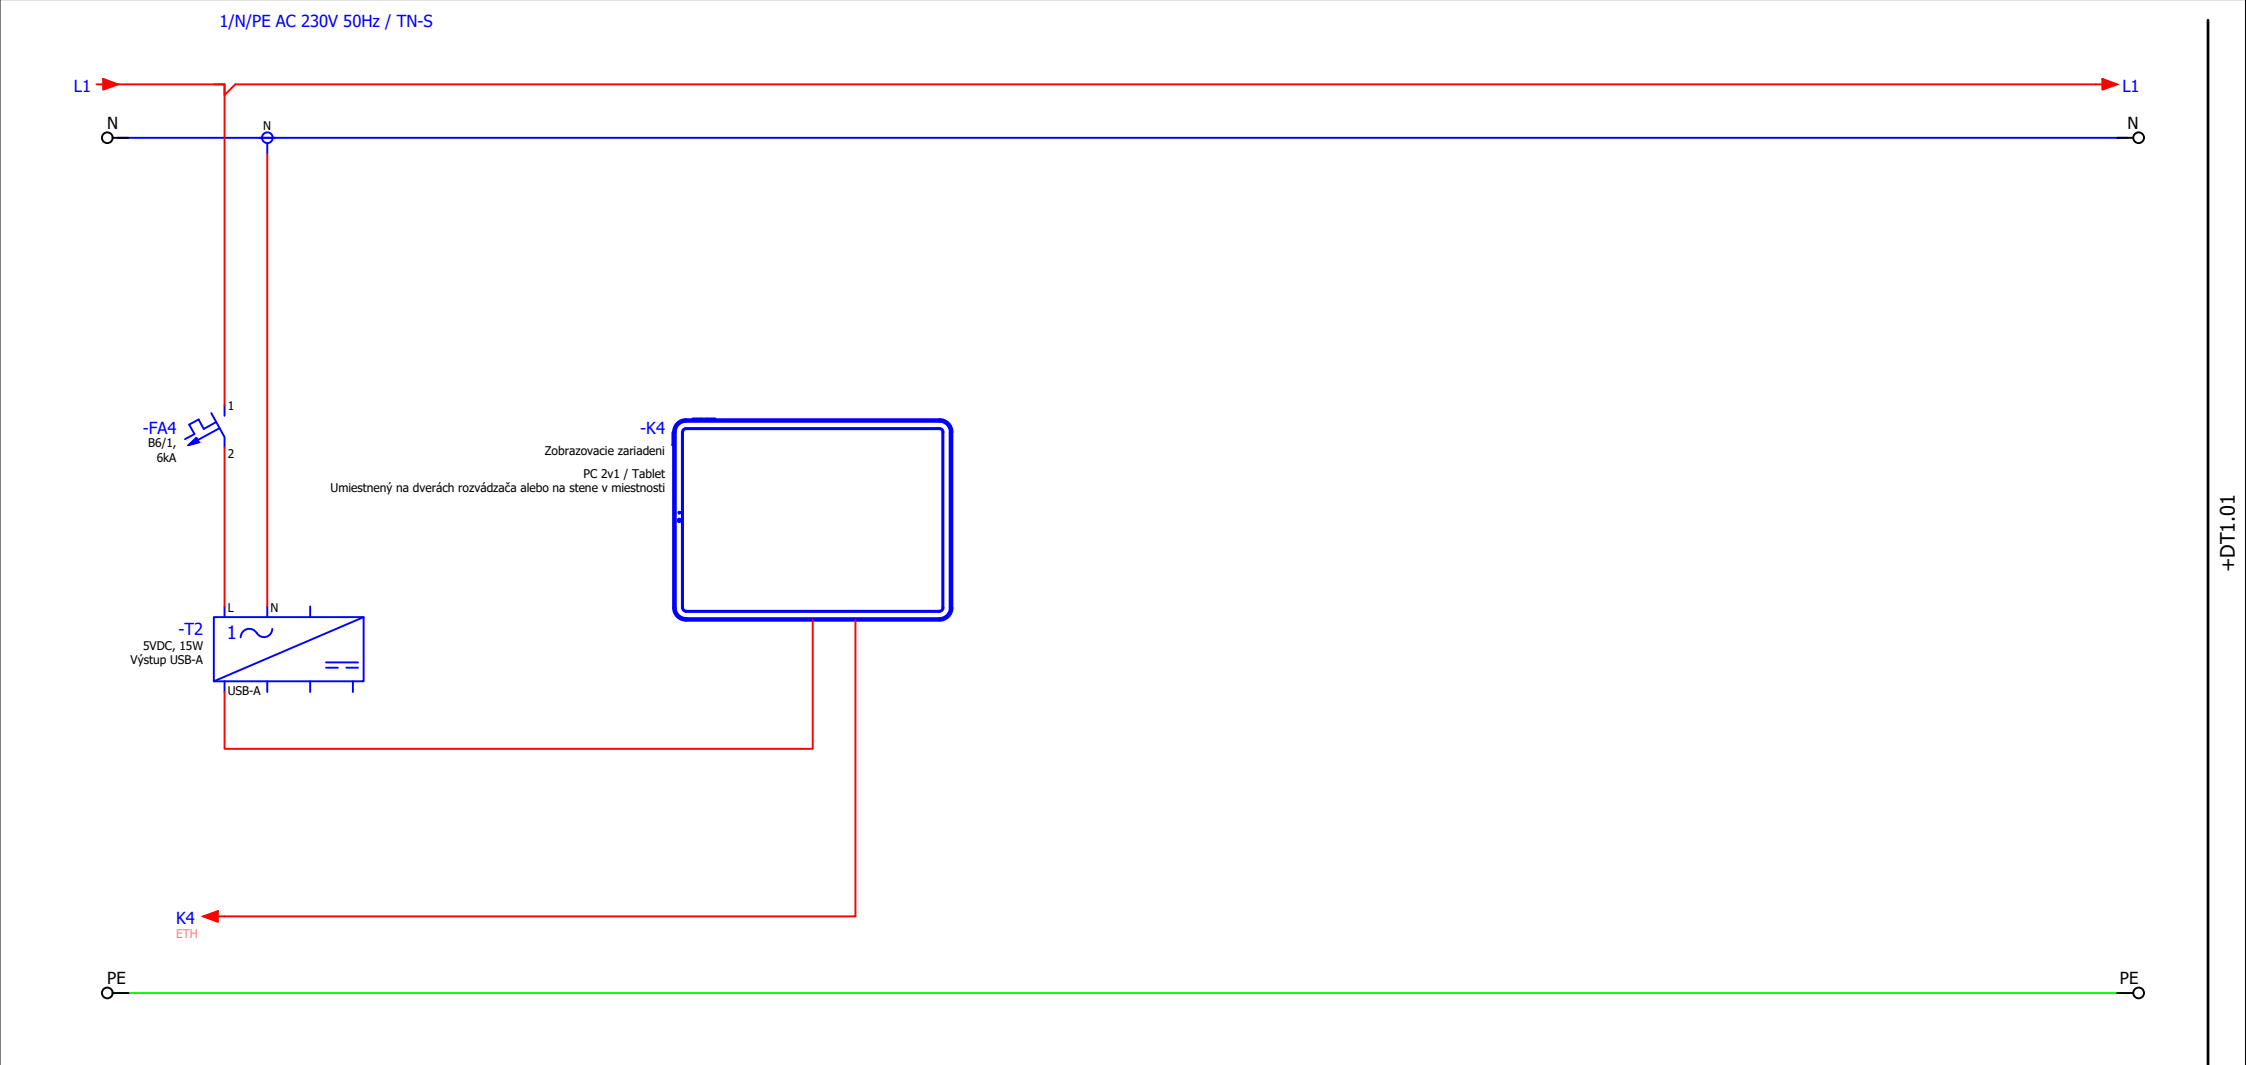 1/N/PE AC 230V 50Hz / TN-S
L1
L1
N
N
N
1
-FA4
B6/1,
6kA
2
-K4
Zobrazovacie zariadeni
PC 2v1 / Tablet
Umiestnený na dverách rozvádzača alebo na stene v miestnosti
+DT1.01
L
N
-T2
1
5VDC, 15W
Výstup USB-A
USB-A
K4
ETH
PE
PE